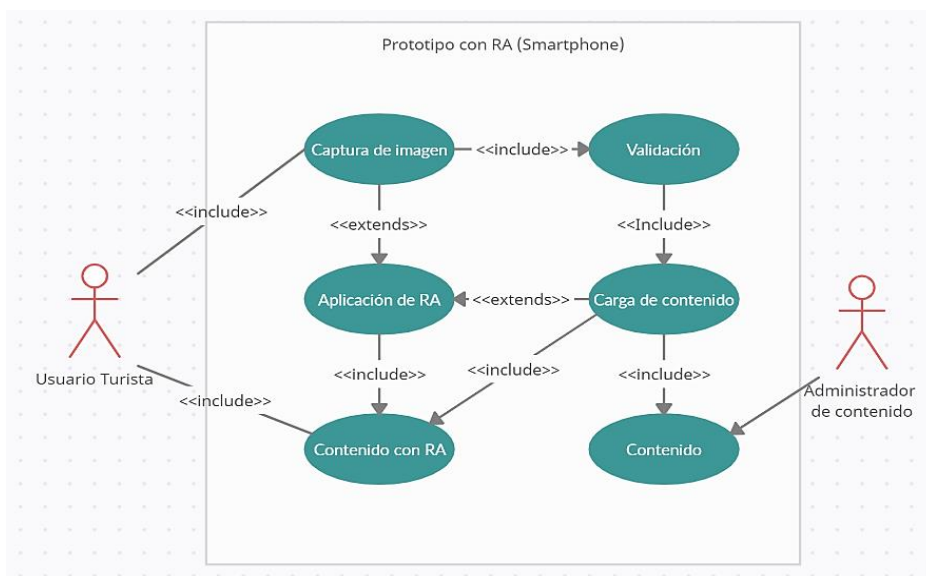 Prototipo con RA (Smartphone)
Captura de imagen
<<include>>
Validación
<<include>>
<<extends>>
<<Include>>
Aplicación de RA
<<extends>>
Carga de contenido
Usuario Turista
<<include>>
<<include>>
<<include>>
Administrador
de contenido
<<include>>
Contenido con RA
Contenido